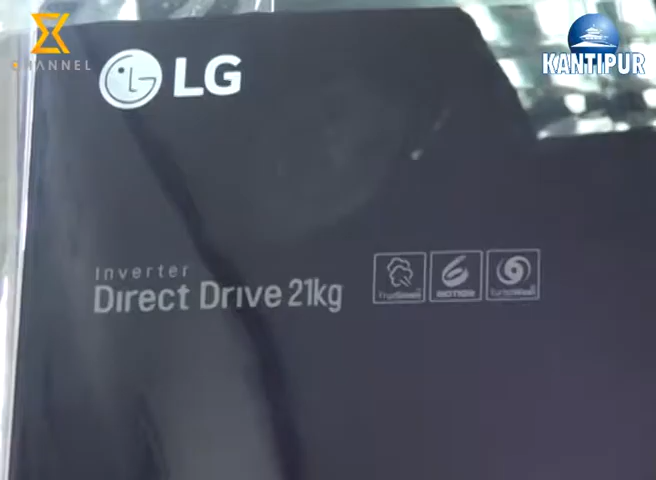 CHANNEL
KANTIPUR
LG
Inverter
Direct Drive 21kg
TrueSteam
6 MOTION
TurboWash